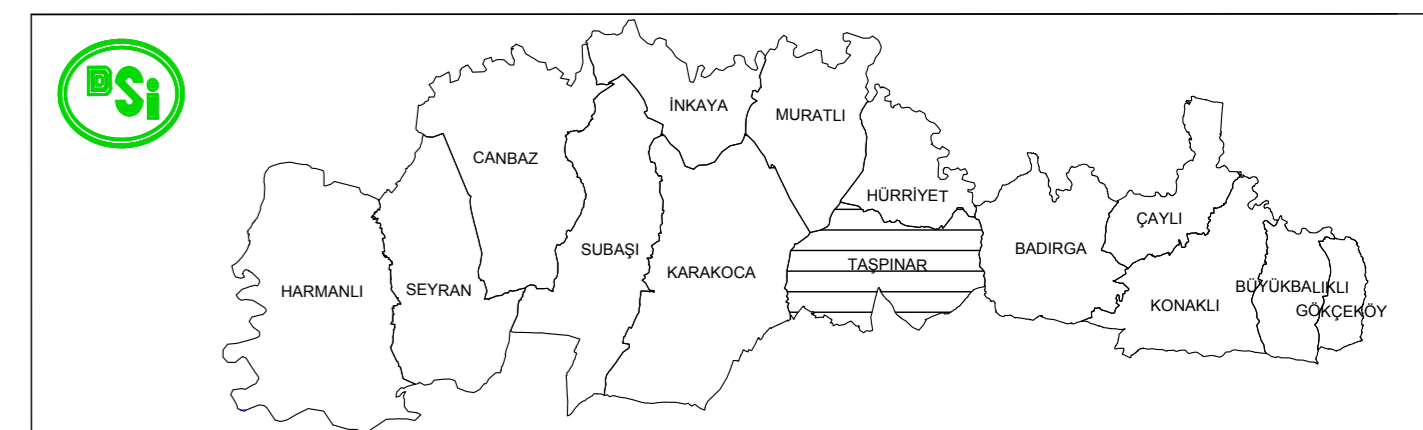 DSi
İNKAYA
MURATLI
CANBAZ
HÜRRİYET
ÇAYLI
SUBAŞI
BADIRGA
TAŞPINAR
KARAKOCA
HARMANLI
SEYRAN
BÜYÜKBALIKLI
KONAKLI
GÖKÇEKÖY